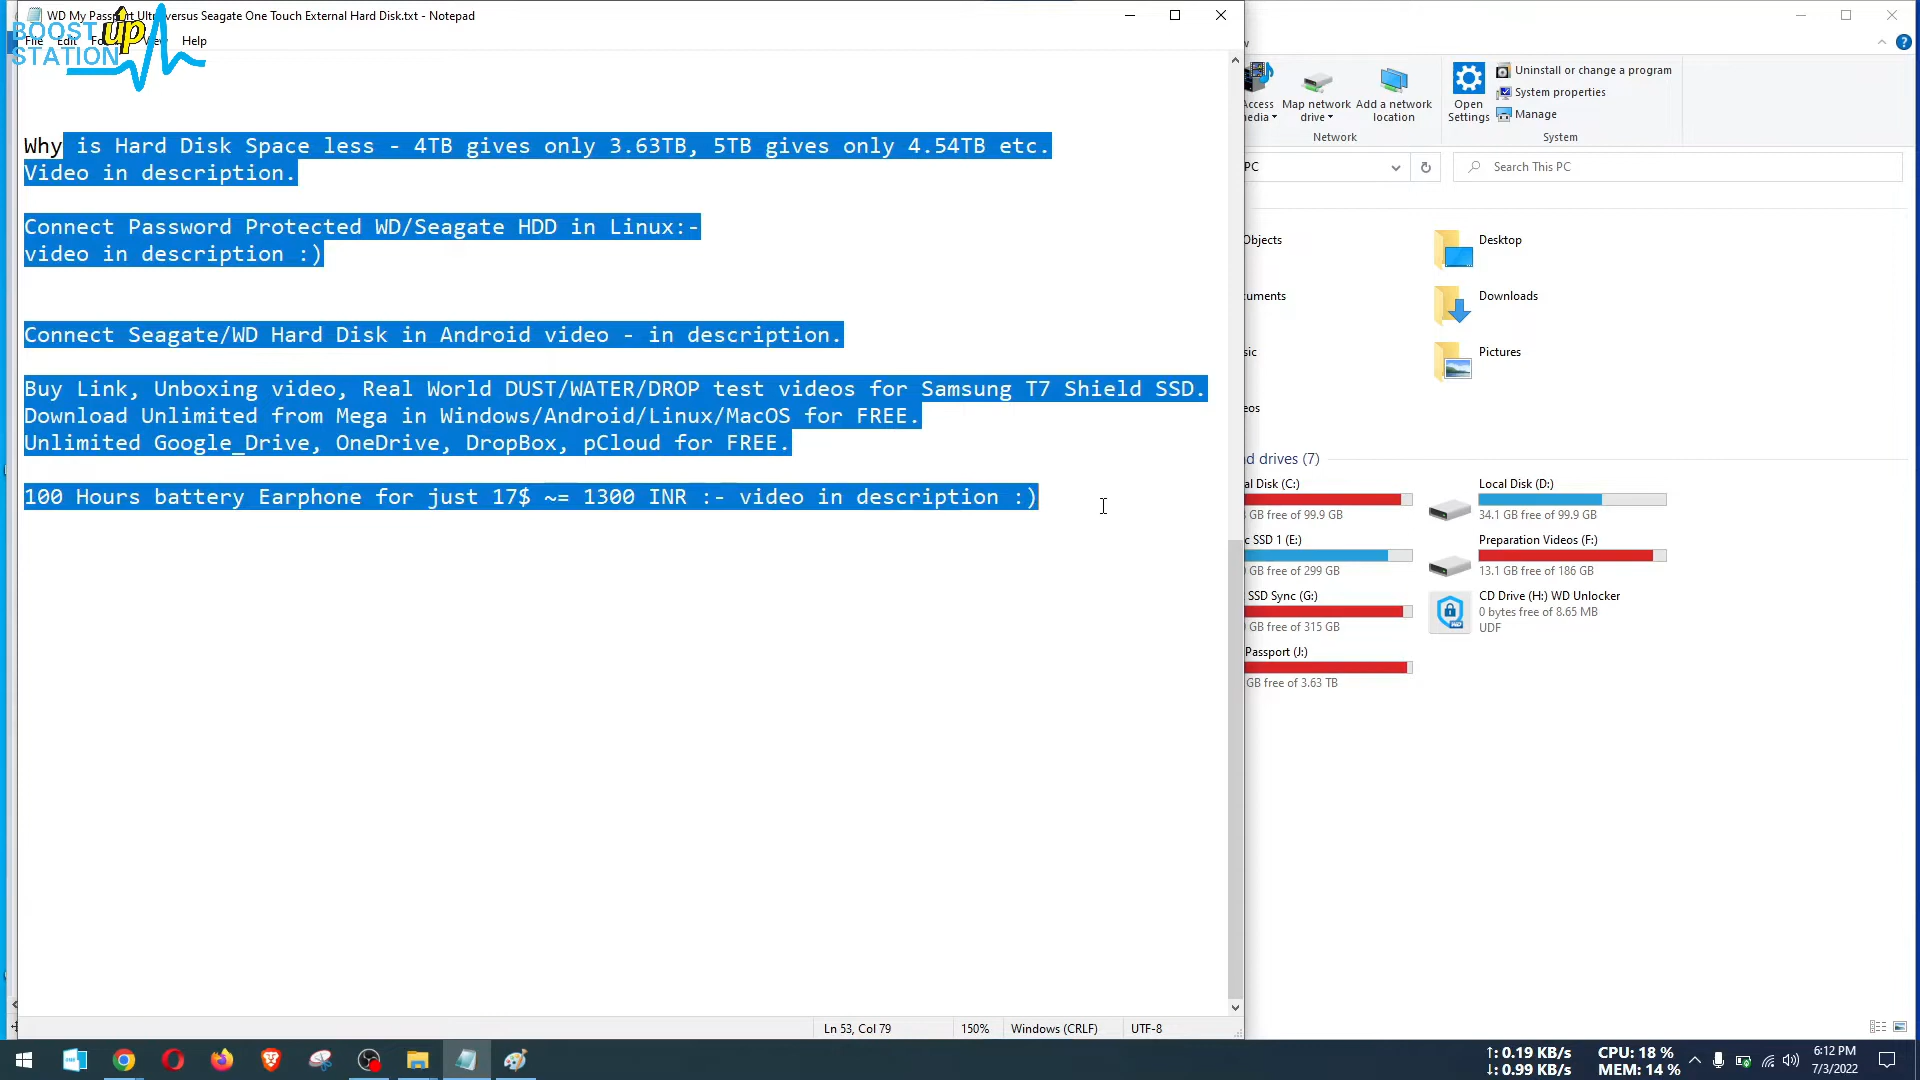 WD My Passport Ultra versus Seagate One Touch External Hard Disk.txt - Notepad
BOOST up STATION
File Edit View Help
Why is Hard Disk Space less - 4TB gives only 3.63TB, 5TB gives only 4.54TB etc.
Video in description.
Connect Password Protected WD/Seagate HDD in Linux:-
video in description :)
Connect Seagate/WD Hard Disk in Android video - in description.
Buy Link, Unboxing video, Real World DUST/WATER/DROP test videos for Samsung T7 Shield SSD.
Download Unlimited from Mega in Windows/Android/Linux/MacOS for FREE.
Unlimited Google_Drive, OneDrive, DropBox, pCloud for FREE.
100 Hours battery Earphone for just 17$ ~= 1300 INR :- video in description :)
Ln 53, Col 79
150%
Windows (CRLF)
UTF-8
Map network drive
Add a network location
Network
Open Settings
Uninstall or change a program
System properties
Manage
System
PC
Search This PC
Objects
Desktop
Downloads
Pictures
drives (7)
Disk (C:)
GB free of 99.9 GB
Local Disk (D:)
34.1 GB free of 99.9 GB
SSD 1 (E:)
GB free of 299 GB
Preparation Videos (F:)
13.1 GB free of 186 GB
SSD Sync (G:)
GB free of 315 GB
CD Drive (H:) WD Unlocker
0 bytes free of 8.65 MB
UDF
Passport (J:)
GB free of 3.63 TB
↑: 0.19 KB/s
↓: 0.99 KB/s
CPU: 18 %
MEM: 14 %
6:12 PM
7/3/2022